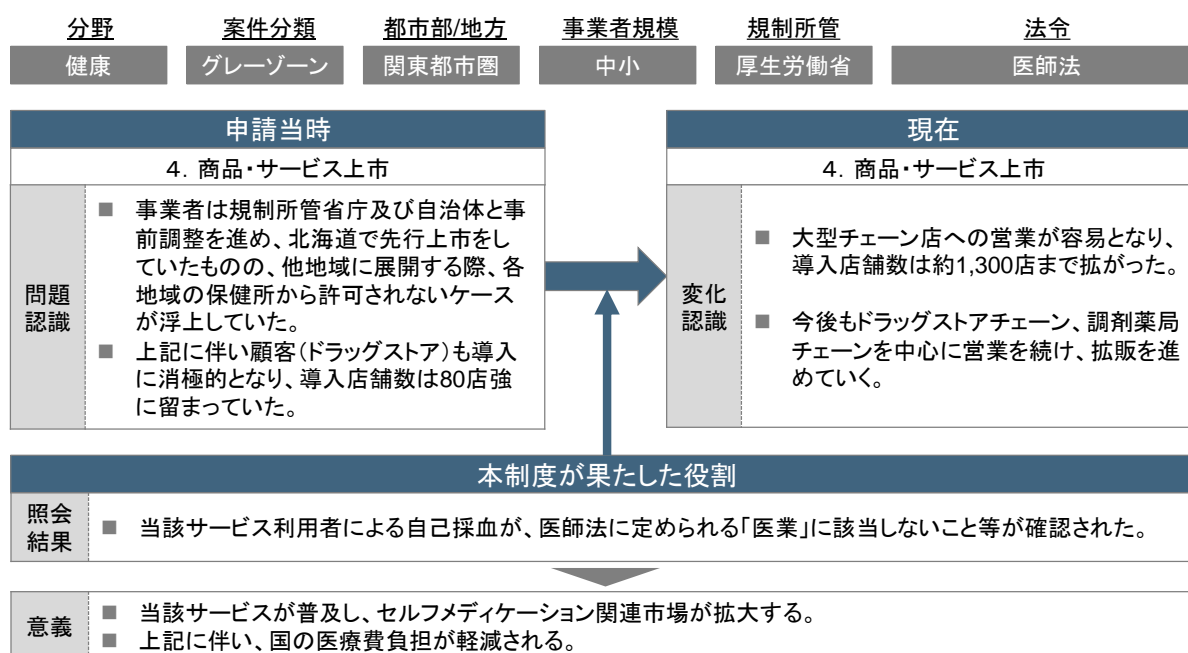 分野 案件分類 都市部/地方 事業者規模 規制所管 法令
健康 グレーゾーン 関東都市圏 中小 厚生労働省 医師法
申請当時
4．商品・サービス上市
問題
認識
■ 事業者は規制所管省庁及び自治体と事
前調整を進め、北海道で先行上市をし
ていたものの、他地域に展開する際、各
地域の保健所から許可されないケース
が浮上していた。
■ 上記に伴い顧客（ドラッグストア）も導入
に消極的となり、導入店舗数は80店強
に留まっていた。
現在
4．商品・サービス上市
変化
認識
■ 大型チェーン店への営業が容易となり、
導入店舗数は約1,300店まで拡がった。
■ 今後もドラッグストアチェーン、調剤薬局
チェーンを中心に営業を続け、拡販を進
めていく。
本制度が果たした役割
照会
結果
■ 当該サービス利用者による自己採血が、医師法に定められる「医業」に該当しないこと等が確認された。
意義
■ 当該サービスが普及し、セルフメディケーション関連市場が拡大する。
■ 上記に伴い、国の医療費負担が軽減される。